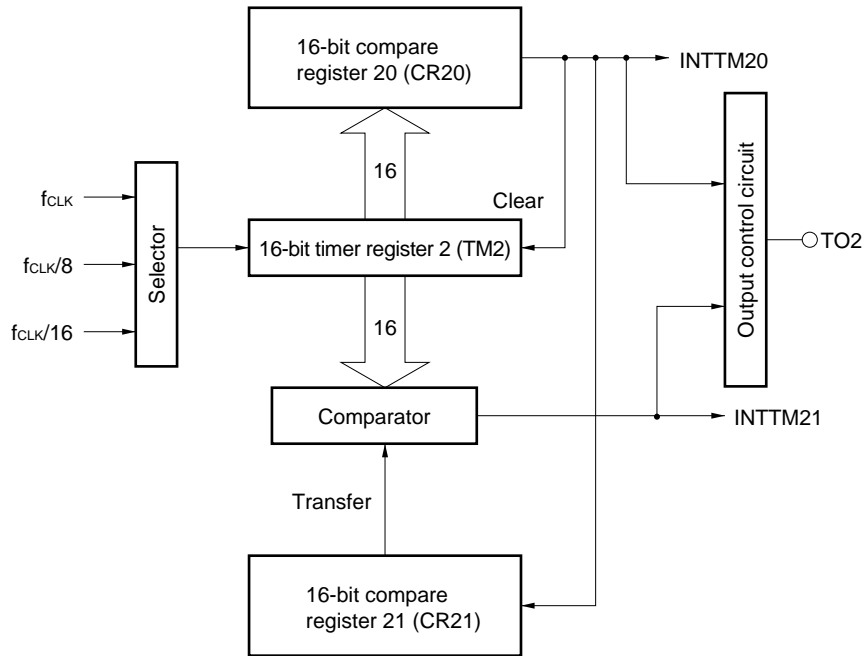 16-bit compare
register 20 (CR20)
INTTM20
16
Clear
fCLK
fCLK/8
fCLK/16
Selector
16-bit timer register 2 (TM2)
Output control circuit
TO2
16
Comparator
INTTM21
Transfer
16-bit compare
register 21 (CR21)